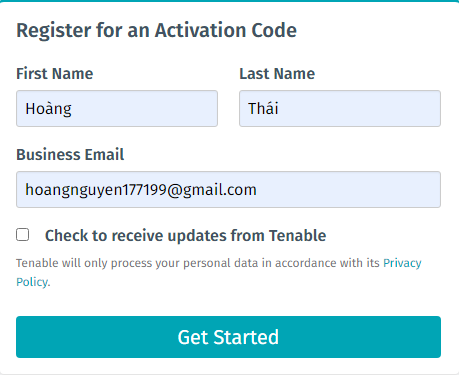 Register for an Activation Code
First Name Last Name
Hoàng Thái
Business Email
hoangnguyen177199@gmail.com
Check to receive updates from Tenable
Tenable will only process your personal data in accordance with its Privacy
Policy.
Get Started